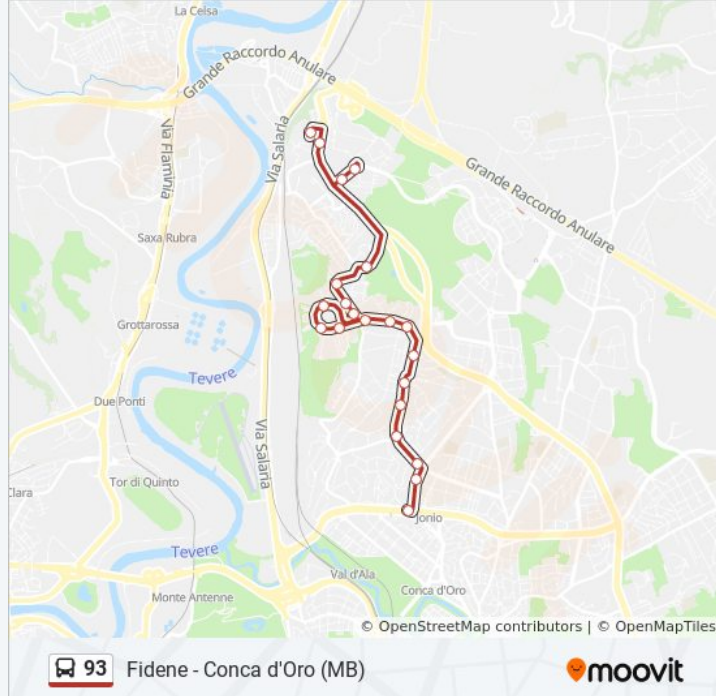 La Celsa
Grande Raccordo Anulare
Via Flaminia
Via Salaria
Grande Raccordo Anulare
Saxa Rubra
Grottarossa
Tevere
Due Ponti
Via Salaria
Tor di Quinto
Clara
Jonio
Tevere
Val d'Ala
Conca d'Oro
Monte Antenne
© OpenStreetMap contributors | © OpenMapTiles
93 Fidene - Conca d'Oro (MB)
moovit